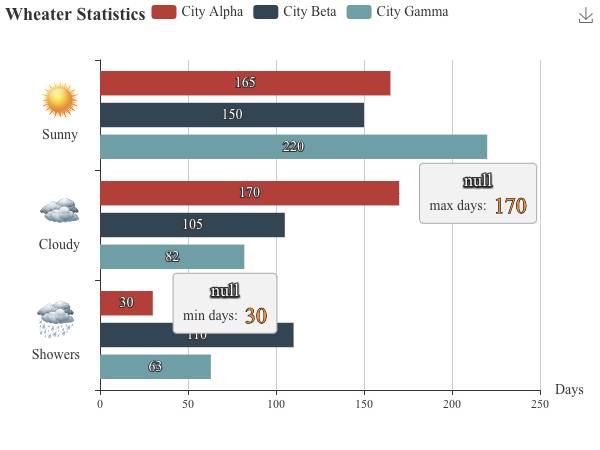 Wheater Statistics City Alpha City Beta City Gamma
165
Sunny
150
220
null
max days: 170
170
Cloudy
105
82
null
min days: 30
30
Showers
110
63
Days
0 50 100 150 200 250